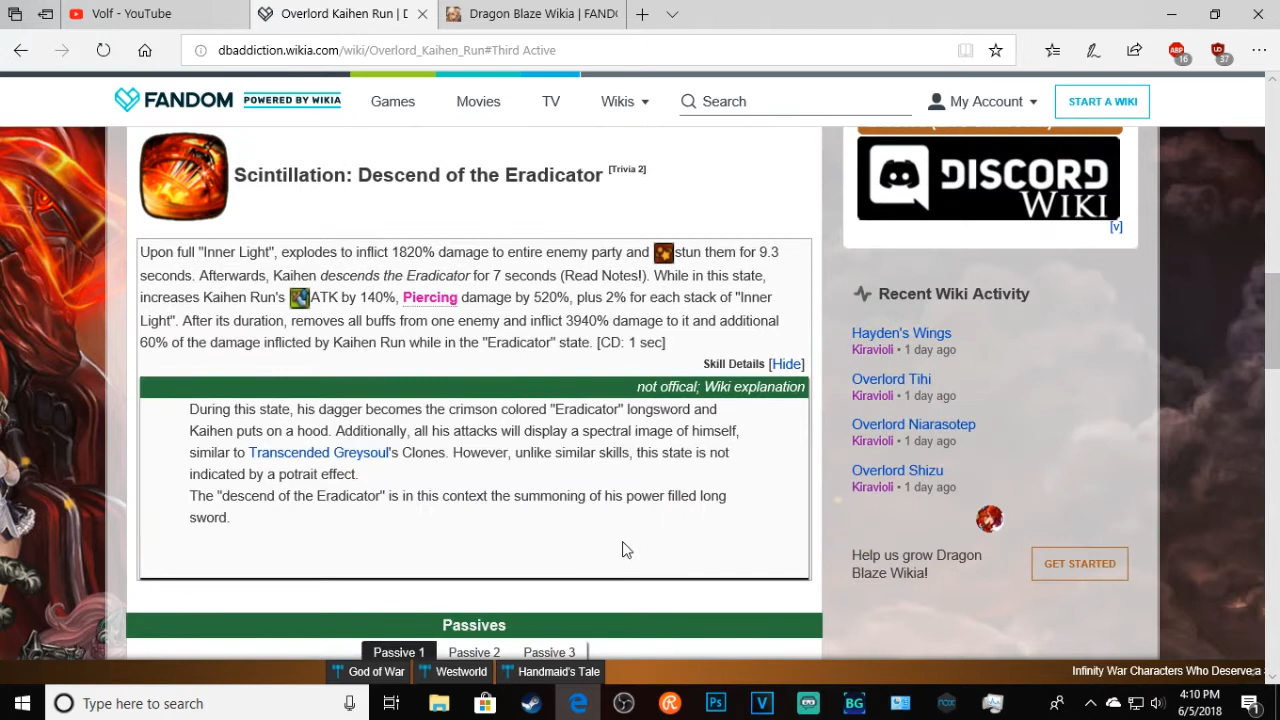 Volf - YouTube
Overlord Kaihen Run | D
Dragon Blaze Wikia | FAND
dbaddiction.wikia.com/wiki/Overlord_Kaihen_Run#Third Active
ABP
16
37
FANDOM
POWERED BY WIKIA
Games
Movies
TV
Wikis
Search
My Account
START A WIKI
Scintillation: Descend of the Eradicator [Trivia 2]
Upon full "Inner Light", explodes to inflict 1820% damage to entire enemy party and stun them for 9.3
seconds. Afterwards, Kaihen descends the Eradicator for 7 seconds (Read Notes!). While in this state,
increases Kaihen Run's ATK by 140%, Piercing damage by 520%, plus 2% for each stack of "Inner
Light". After its duration, removes all buffs from one enemy and inflict 3940% damage to it and additional
60% of the damage inflicted by Kaihen Run while in the "Eradicator" state. [CD: 1 sec]
Skill Details [Hide]
not offical; Wiki explanation
During this state, his dagger becomes the crimson colored "Eradicator" longsword and
Kaihen puts on a hood. Additionally, all his attacks will display a spectral image of himself,
similar to Transcended Greysoul's Clones. However, unlike similar skills, this state is not
indicated by a potrait effect.
The "descend of the Eradicator" is in this context the summoning of his power filled long
sword.
Passives
Passive 1
Passive 2
Passive 3
DISCORD
WIKI
[v]
Recent Wiki Activity
Hayden's Wings
Kiravioli • 1 day ago
Overlord Tihi
Kiravioli • 1 day ago
Overlord Niarasotep
Kiravioli • 1 day ago
Overlord Shizu
Kiravioli • 1 day ago
Help us grow Dragon
Blaze Wikia!
GET STARTED
God of War
Westworld
Handmaid's Tale
Infinity War Characters Who Deserve;a
Type here to search
Ps
V
BG
nox
4:10 PM
6/5/2018
1